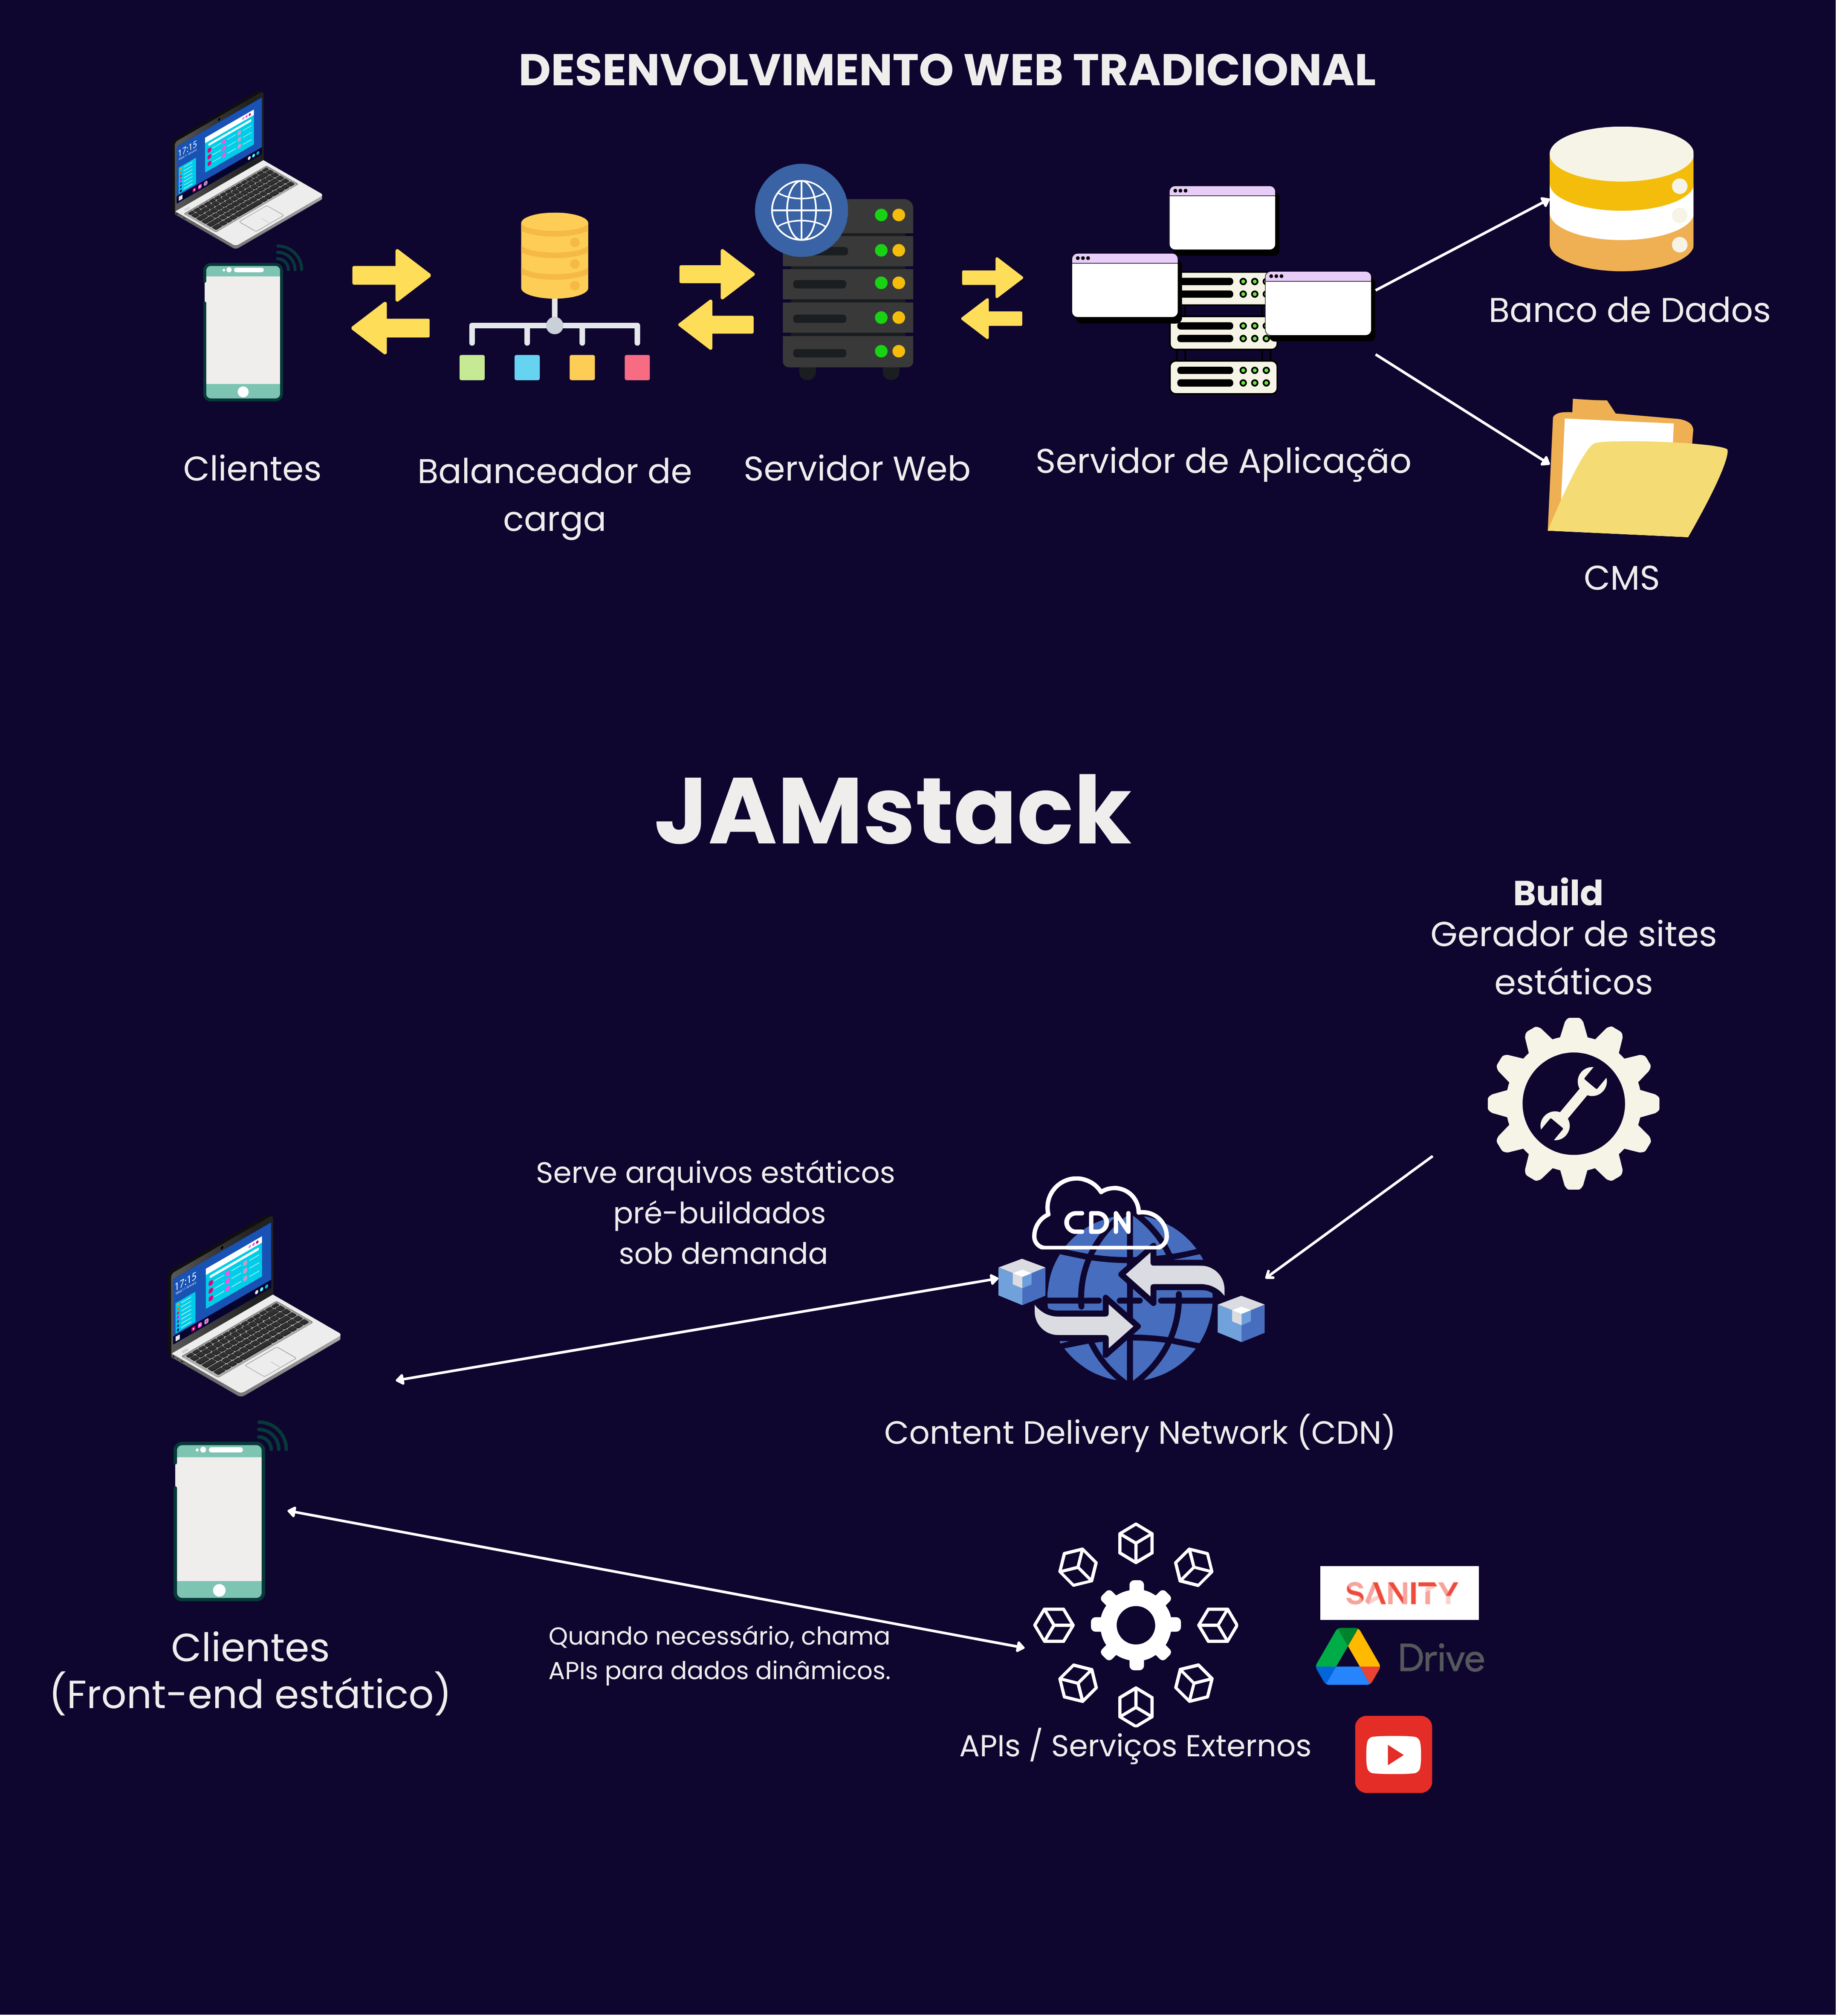 DESENVOLVIMENTO WEB TRADICIONAL
17:15
Clientes
Balanceador de
carga
Servidor Web
Servidor de Aplicação
Banco de Dados
CMS
JAMstack
Build
Gerador de sites
estáticos
Serve arquivos estáticos
pré-buildados
sob demanda
CDN
17:15
Content Delivery Network (CDN)
Clientes
(Front-end estático)
Quando necessário, chama
APIs para dados dinâmicos.
SANITY
Drive
APIs / Serviços Externos